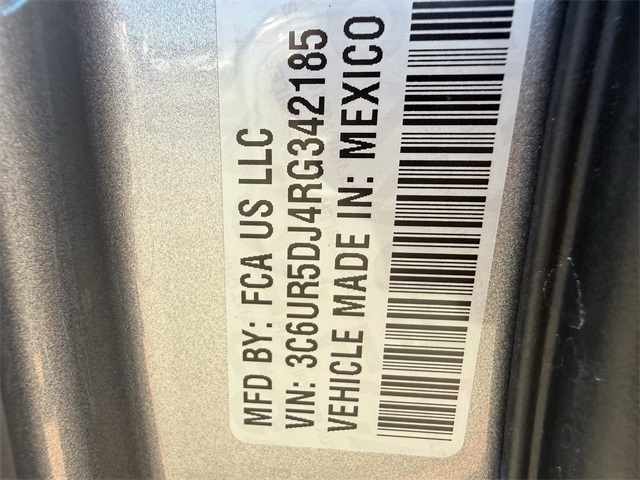 MFD BY: FCA US LLC
VIN: 3C6UR5DJ4RG342185
VEHICLE MADE IN: MEXICO